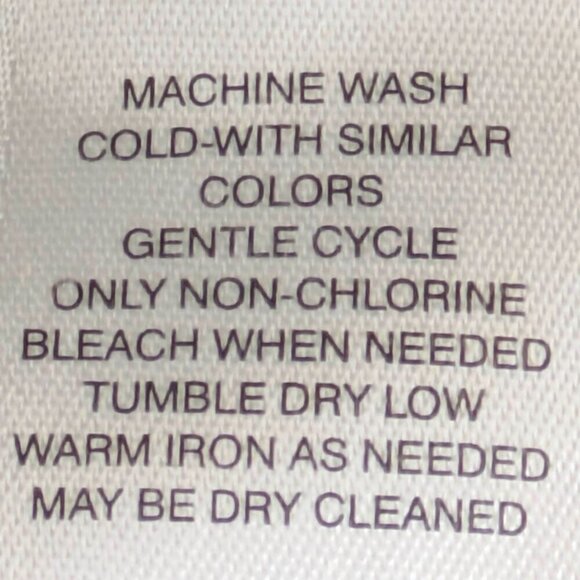 MACHINE WASH
COLD-WITH SIMILAR
COLORS
GENTLE CYCLE
ONLY NON-CHLORINE
BLEACH WHEN NEEDED
TUMBLE DRY LOW
WARM IRON AS NEEDED
MAY BE DRY CLEANED